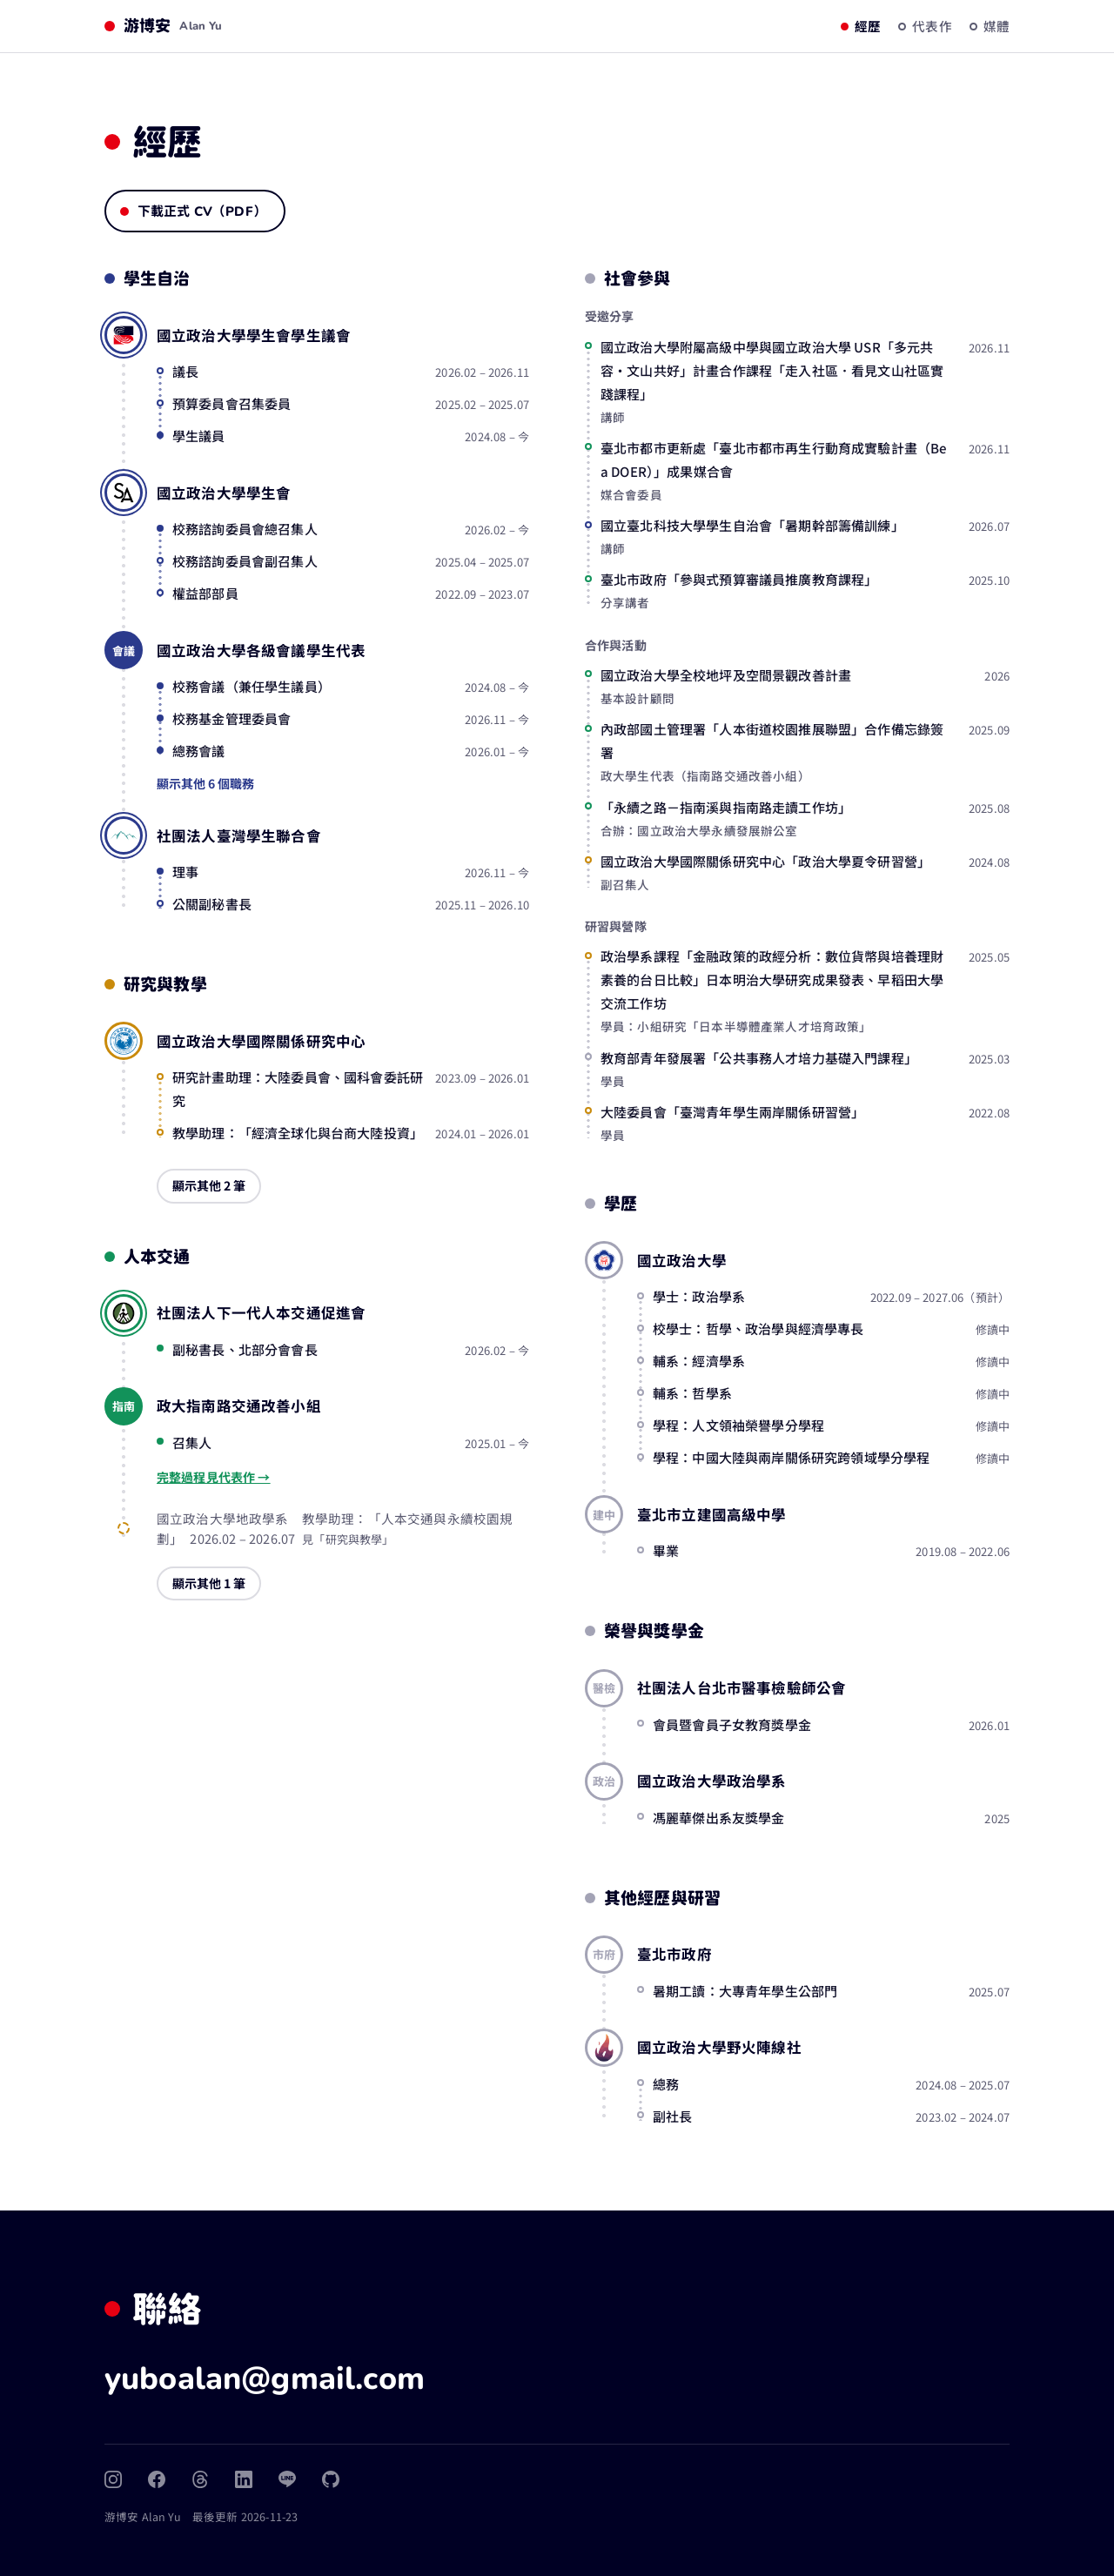 游博安 Alan Yu
經歷 代表作 媒體
經歷
下載正式 CV（PDF）
學生自治
國立政治大學學生會學生議會
議長 2026.02 – 2026.11
預算委員會召集委員 2025.02 – 2025.07
學生議員 2024.08 – 今
SA
國立政治大學學生會
校務諮詢委員會總召集人 2026.02 – 今
校務諮詢委員會副召集人 2025.04 – 2025.07
權益部部員 2022.09 – 2023.07
會議
國立政治大學各級會議學生代表
校務會議（兼任學生議員） 2024.08 – 今
校務基金管理委員會 2026.11 – 今
總務會議 2026.01 – 今
顯示其他 6 個職務
社團法人臺灣學生聯合會
理事 2026.11 – 今
公關副秘書長 2025.11 – 2026.10
研究與教學
國立政治大學國際關係研究中心
研究計畫助理：大陸委員會、國科會委託研 2023.09 – 2026.01
究
教學助理：「經濟全球化與台商大陸投資」 2024.01 – 2026.01
顯示其他 2 筆
人本交通
社團法人下一代人本交通促進會
副秘書長、北部分會會長 2026.02 – 今
指南
政大指南路交通改善小組
召集人 2025.01 – 今
完整過程見代表作 →
國立政治大學地政學系 教學助理：「人本交通與永續校園規
劃」 2026.02 – 2026.07 見「研究與教學」
顯示其他 1 筆
社會參與
受邀分享
國立政治大學附屬高級中學與國立政治大學 USR「多元共 2026.11
容・文山共好」計畫合作課程「走入社區・看見文山社區實
踐課程」
講師
臺北市都市更新處「臺北市都市再生行動育成實驗計畫（Be 2026.11
a DOER）」成果媒合會
媒合會委員
國立臺北科技大學學生自治會「暑期幹部籌備訓練」 2026.07
講師
臺北市政府「參與式預算審議員推廣教育課程」 2025.10
分享講者
合作與活動
國立政治大學全校地坪及空間景觀改善計畫 2026
基本設計顧問
內政部國土管理署「人本街道校園推展聯盟」合作備忘錄簽 2025.09
署
政大學生代表（指南路交通改善小組）
「永續之路－指南溪與指南路走讀工作坊」 2025.08
合辦：國立政治大學永續發展辦公室
國立政治大學國際關係研究中心「政治大學夏令研習營」 2024.08
副召集人
研習與營隊
政治學系課程「金融政策的政經分析：數位貨幣與培養理財 2025.05
素養的台日比較」日本明治大學研究成果發表、早稻田大學
交流工作坊
學員：小組研究「日本半導體產業人才培育政策」
教育部青年發展署「公共事務人才培力基礎入門課程」 2025.03
學員
大陸委員會「臺灣青年學生兩岸關係研習營」 2022.08
學員
學歷
國立政治大學
學士：政治學系 2022.09 – 2027.06（預計）
校學士：哲學、政治學與經濟學專長 修讀中
輔系：經濟學系 修讀中
輔系：哲學系 修讀中
學程：人文領袖榮譽學分學程 修讀中
學程：中國大陸與兩岸關係研究跨領域學分學程 修讀中
建中
臺北市立建國高級中學
畢業 2019.08 – 2022.06
榮譽與獎學金
醫檢
社團法人台北市醫事檢驗師公會
會員暨會員子女教育獎學金 2026.01
政治
國立政治大學政治學系
馮麗華傑出系友獎學金 2025
其他經歷與研習
市府
臺北市政府
暑期工讀：大專青年學生公部門 2025.07
國立政治大學野火陣線社
總務 2024.08 – 2025.07
副社長 2023.02 – 2024.07
聯絡
yuboalan@gmail.com
游博安 Alan Yu 最後更新 2026-11-23